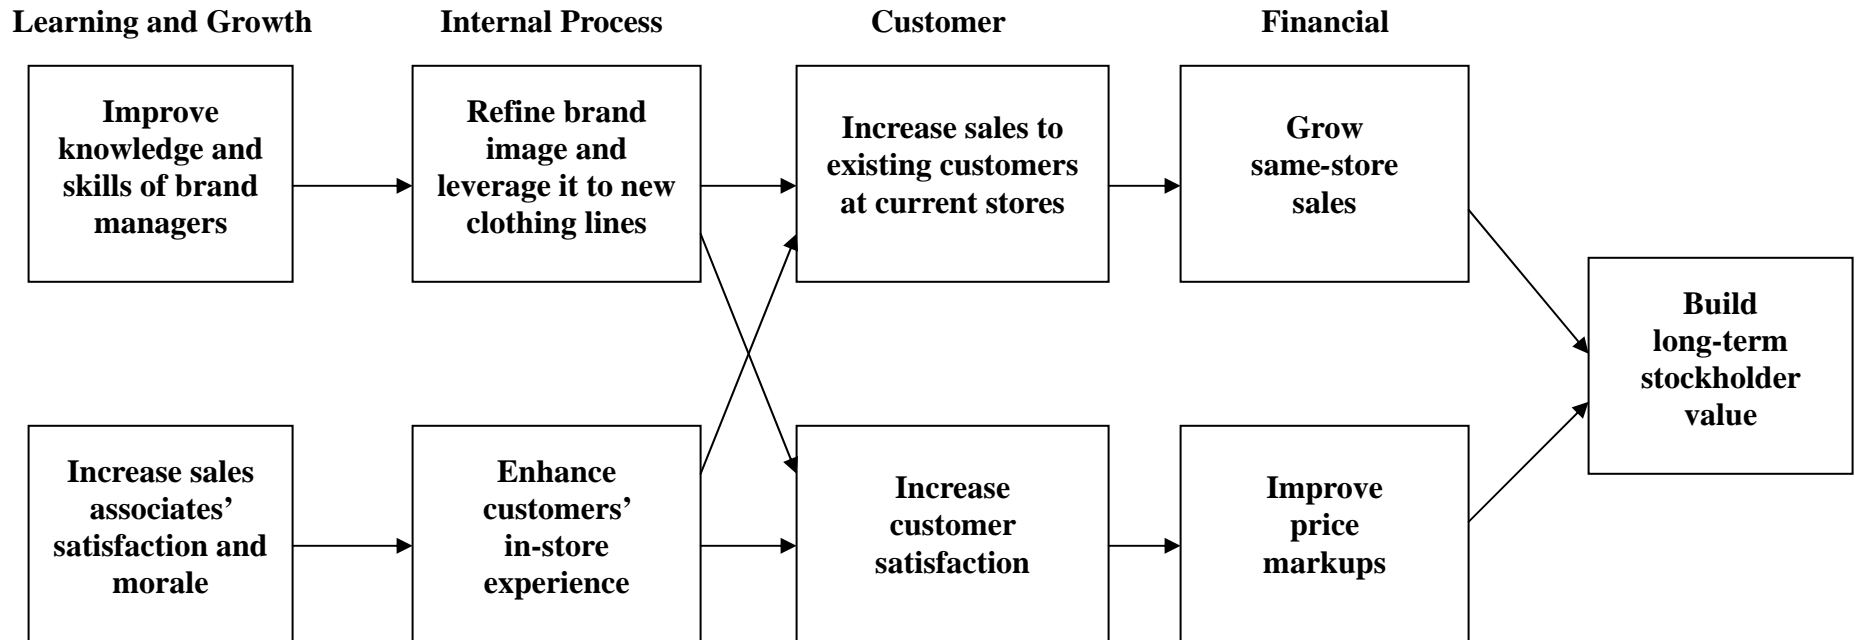 Learning and Growth
Internal Process
Customer
Financial
Improve
knowledge and
skills of brand
managers
Refine brand
image and
leverage it to new
clothing lines
Increase sales to
existing customers
at current stores
Grow
same-store
sales
Build
long-term
stockholder
value
Increase sales
associates’
satisfaction and
morale
Enhance
customers’
in-store
experience
Increase
customer
satisfaction
Improve
price
markups